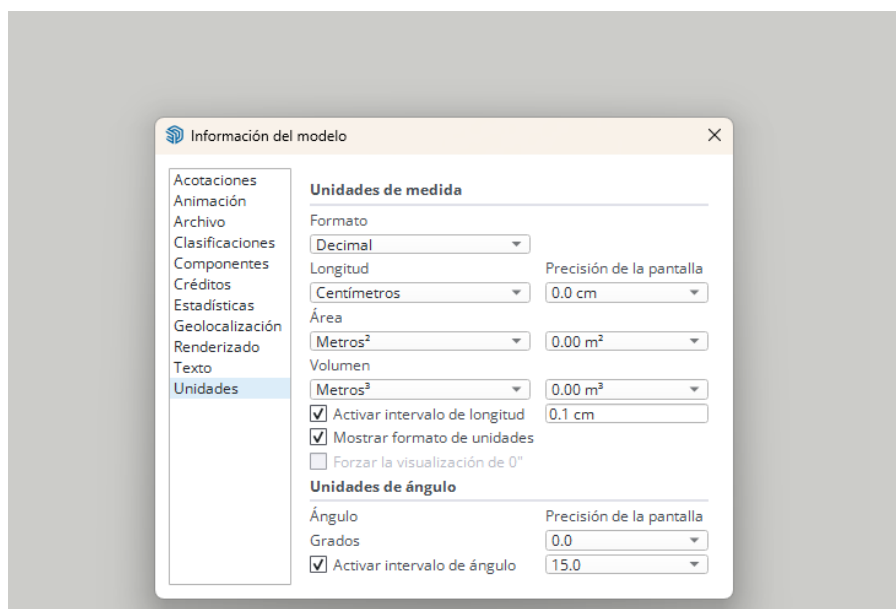 Información del modelo
Acotaciones
Animación
Archivo
Clasificaciones
Componentes
Créditos
Estadísticas
Geolocalización
Renderizado
Texto
Unidades
Unidades de medida
Formato
Decimal
Longitud Precisión de la pantalla
Centímetros 0.0 cm
Área
Metros² 0.00 m²
Volumen
Metros³ 0.00 m³
Activar intervalo de longitud 0.1 cm
Mostrar formato de unidades
Forzar la visualización de 0"
Unidades de ángulo
Ángulo Precisión de la pantalla
Grados 0.0
Activar intervalo de ángulo 15.0